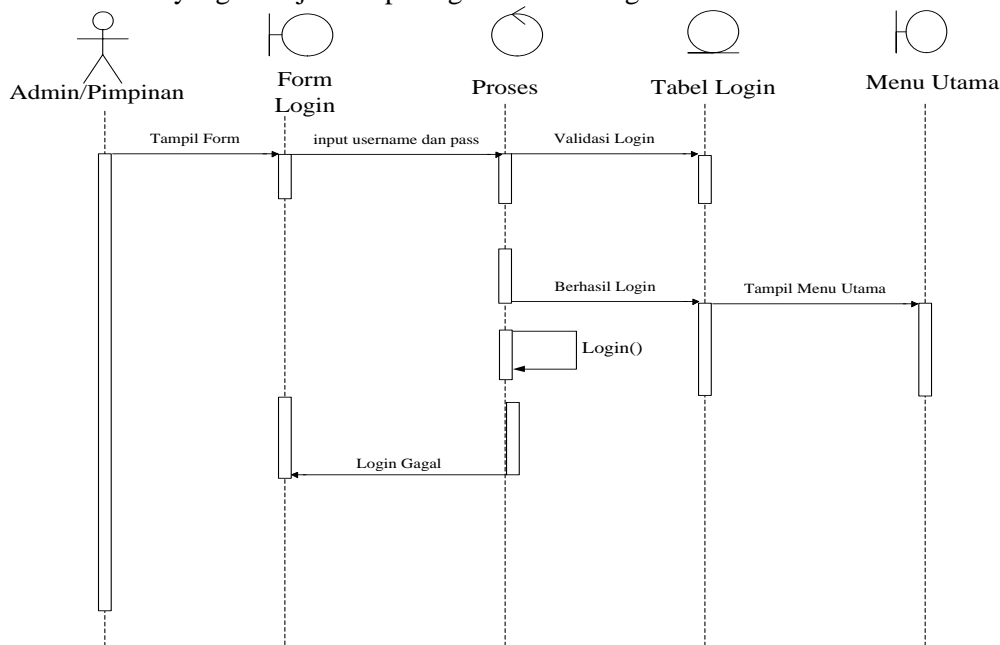 Admin/Pimpinan
Form
Login
Proses
Tabel Login
Menu Utama
Tampil Form
input username dan pass
Validasi Login
Berhasil Login
Tampil Menu Utama
Login()
Login Gagal